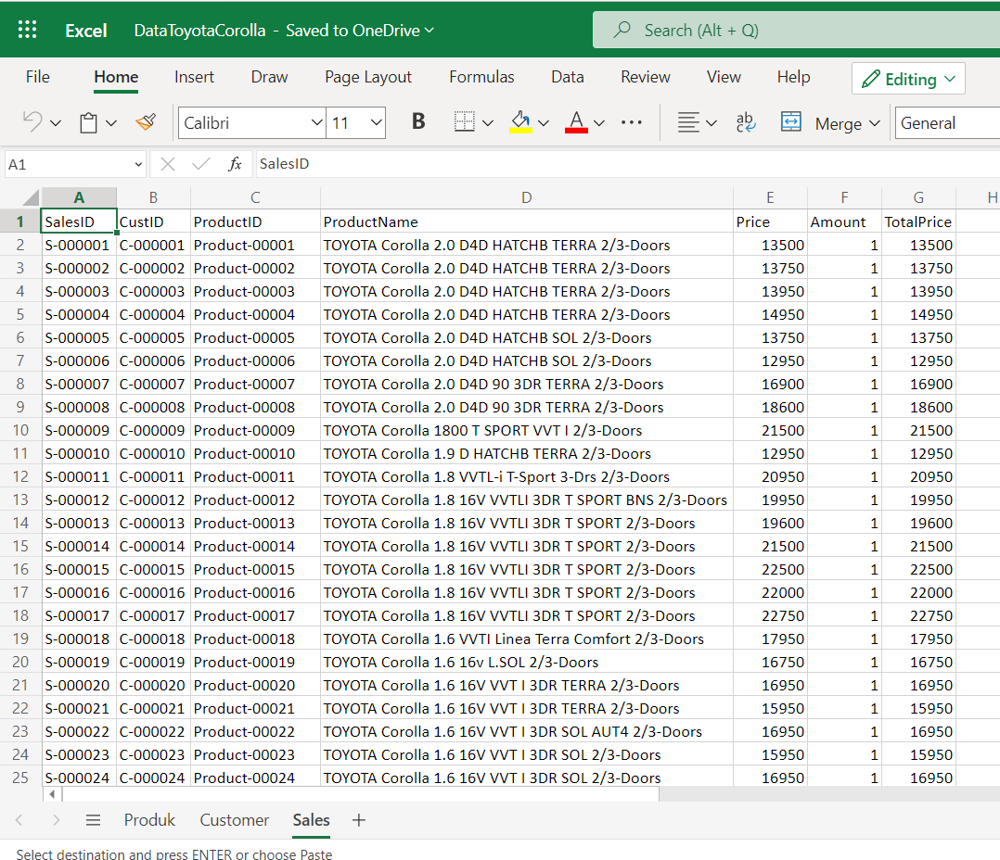 Excel DataToyotaCorolla - Saved to OneDrive Search (Alt + Q)
File Home Insert Draw Page Layout Formulas Data Review View Help Editing
Calibri 11 B A ab c Merge General
A1 fx SalesID
A B C D E F G H
1 SalesID CustID ProductID ProductName Price Amount TotalPrice
2 S-000001 C-000001 Product-00001 TOYOTA Corolla 2.0 D4D HATCHB TERRA 2/3-Doors 13500 1 13500
3 S-000002 C-000002 Product-00002 TOYOTA Corolla 2.0 D4D HATCHB TERRA 2/3-Doors 13750 1 13750
4 S-000003 C-000003 Product-00003 TOYOTA Corolla 2.0 D4D HATCHB TERRA 2/3-Doors 13950 1 13950
5 S-000004 C-000004 Product-00004 TOYOTA Corolla 2.0 D4D HATCHB TERRA 2/3-Doors 14950 1 14950
6 S-000005 C-000005 Product-00005 TOYOTA Corolla 2.0 D4D HATCHB SOL 2/3-Doors 13750 1 13750
7 S-000006 C-000006 Product-00006 TOYOTA Corolla 2.0 D4D HATCHB SOL 2/3-Doors 12950 1 12950
8 S-000007 C-000007 Product-00007 TOYOTA Corolla 2.0 D4D 90 3DR TERRA 2/3-Doors 16900 1 16900
9 S-000008 C-000008 Product-00008 TOYOTA Corolla 2.0 D4D 90 3DR TERRA 2/3-Doors 18600 1 18600
10 S-000009 C-000009 Product-00009 TOYOTA Corolla 1800 T SPORT VVT I 2/3-Doors 21500 1 21500
11 S-000010 C-000010 Product-00010 TOYOTA Corolla 1.9 D HATCHB TERRA 2/3-Doors 12950 1 12950
12 S-000011 C-000011 Product-00011 TOYOTA Corolla 1.8 VVTL-i T-Sport 3-Drs 2/3-Doors 20950 1 20950
13 S-000012 C-000012 Product-00012 TOYOTA Corolla 1.8 16V VVTLI 3DR T SPORT BNS 2/3-Doors 19950 1 19950
14 S-000013 C-000013 Product-00013 TOYOTA Corolla 1.8 16V VVTLI 3DR T SPORT 2/3-Doors 19600 1 19600
15 S-000014 C-000014 Product-00014 TOYOTA Corolla 1.8 16V VVTLI 3DR T SPORT 2/3-Doors 21500 1 21500
16 S-000015 C-000015 Product-00015 TOYOTA Corolla 1.8 16V VVTLI 3DR T SPORT 2/3-Doors 22500 1 22500
17 S-000016 C-000016 Product-00016 TOYOTA Corolla 1.8 16V VVTLI 3DR T SPORT 2/3-Doors 22000 1 22000
18 S-000017 C-000017 Product-00017 TOYOTA Corolla 1.8 16V VVTLI 3DR T SPORT 2/3-Doors 22750 1 22750
19 S-000018 C-000018 Product-00018 TOYOTA Corolla 1.6 VVTI Linea Terra Comfort 2/3-Doors 17950 1 17950
20 S-000019 C-000019 Product-00019 TOYOTA Corolla 1.6 16v L.SOL 2/3-Doors 16750 1 16750
21 S-000020 C-000020 Product-00020 TOYOTA Corolla 1.6 16V VVT I 3DR TERRA 2/3-Doors 16950 1 16950
22 S-000021 C-000021 Product-00021 TOYOTA Corolla 1.6 16V VVT I 3DR TERRA 2/3-Doors 15950 1 15950
23 S-000022 C-000022 Product-00022 TOYOTA Corolla 1.6 16V VVT I 3DR SOL AUT4 2/3-Doors 16950 1 16950
24 S-000023 C-000023 Product-00023 TOYOTA Corolla 1.6 16V VVT I 3DR SOL 2/3-Doors 15950 1 15950
25 S-000024 C-000024 Product-00024 TOYOTA Corolla 1.6 16V VVT I 3DR SOL 2/3-Doors 16950 1 16950
Produk Customer Sales
Select destination and press ENTER or choose Paste